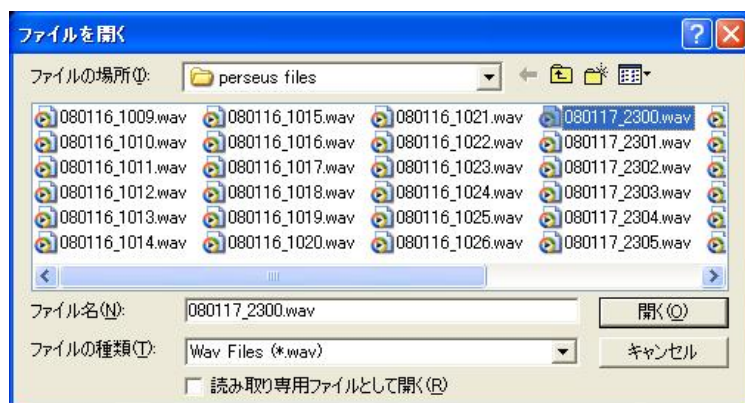 ファイルを開く
ファイルの場所(I): perseus files
080116_1009.wav 080116_1015.wav 080116_1021.wav 080117_2300.wav
080116_1010.wav 080116_1016.wav 080116_1022.wav 080117_2301.wav
080116_1011.wav 080116_1017.wav 080116_1023.wav 080117_2302.wav
080116_1012.wav 080116_1018.wav 080116_1024.wav 080117_2303.wav
080116_1013.wav 080116_1019.wav 080116_1025.wav 080117_2304.wav
080116_1014.wav 080116_1020.wav 080116_1026.wav 080117_2305.wav
ファイル名(N): 080117_2300.wav 開く(O)
ファイルの種類(T): Wav Files (*.wav) キャンセル
読み取り専用ファイルとして開く(R)